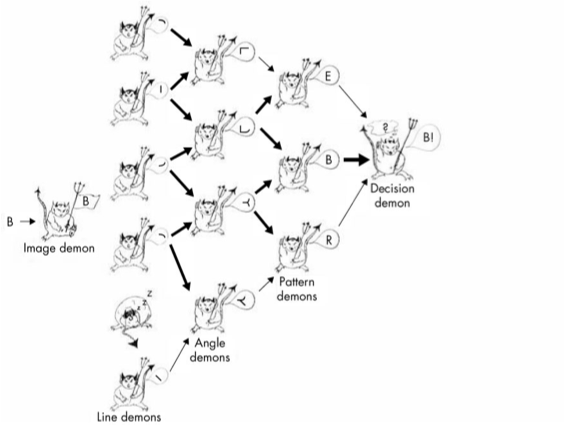 B
B
Image demon
z
z
z
Line demons
Angle
demons
E
B
R
Pattern
demons
?
B!
Decision
demon